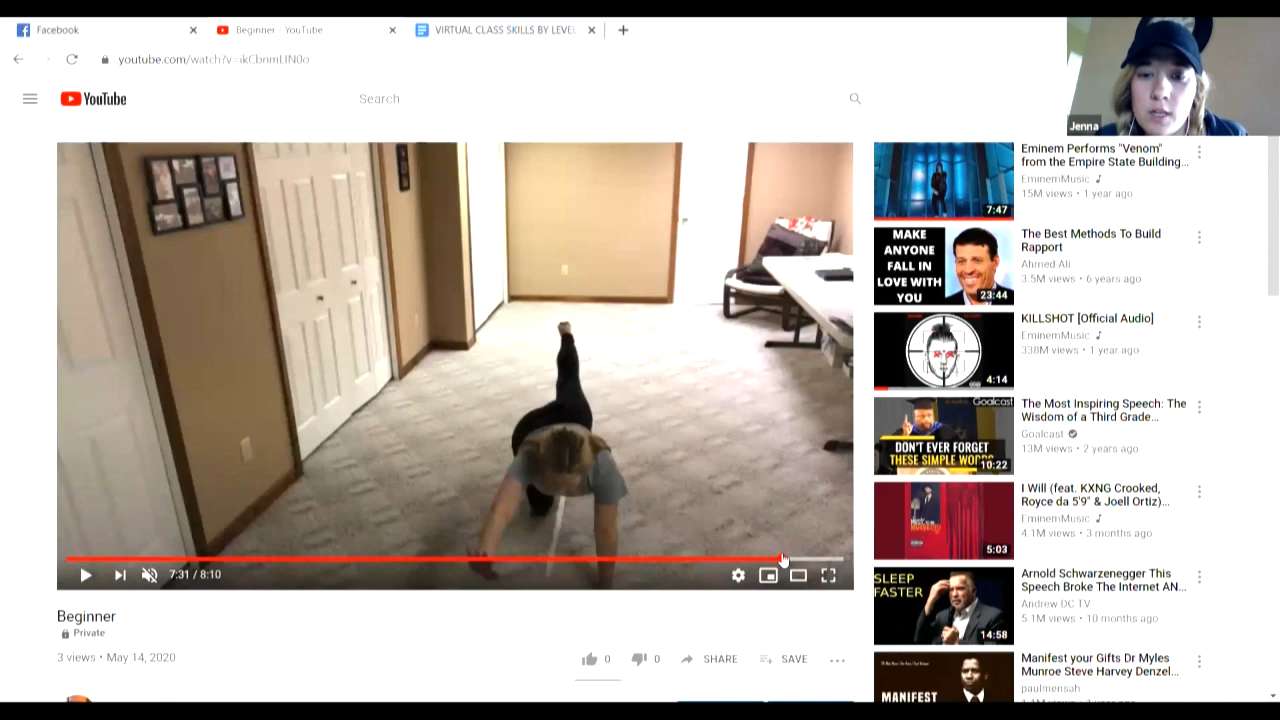 Facebook
Beginner - YouTube
VIRTUAL CLASS SKILLS BY LEVEL
youtube.com/watch?v=ikCbnmLIN0o
YouTube
Search
Jenna
7:31 / 8:10
Beginner
Private
3 views • May 14, 2020
0
0
SHARE
SAVE
7:47
Eminem Performs "Venom"
from the Empire State Building...
EminemMusic
15M views • 1 year ago
MAKE
ANYONE
FALL IN
LOVE WITH
YOU
23:44
The Best Methods To Build
Rapport
Ahmed Ali
3.5M views • 6 years ago
4:14
KILLSHOT [Official Audio]
EminemMusic
338M views • 1 year ago
Goalcast
DON'T EVER FORGET
THESE SIMPLE WORDS
10:22
The Most Inspiring Speech: The
Wisdom of a Third Grade...
Goalcast
13M views • 2 years ago
5:03
I Will (feat. KXNG Crooked,
Royce da 5'9" & Joell Ortiz)...
EminemMusic
4.1M views • 3 months ago
SLEEP
FASTER
14:58
Arnold Schwarzenegger This
Speech Broke The Internet AN...
Andrew DC TV
5.1M views • 10 months ago
MANIFEST
Manifest your Gifts Dr Myles
Munroe Steve Harvey Denzel...
paulmensah